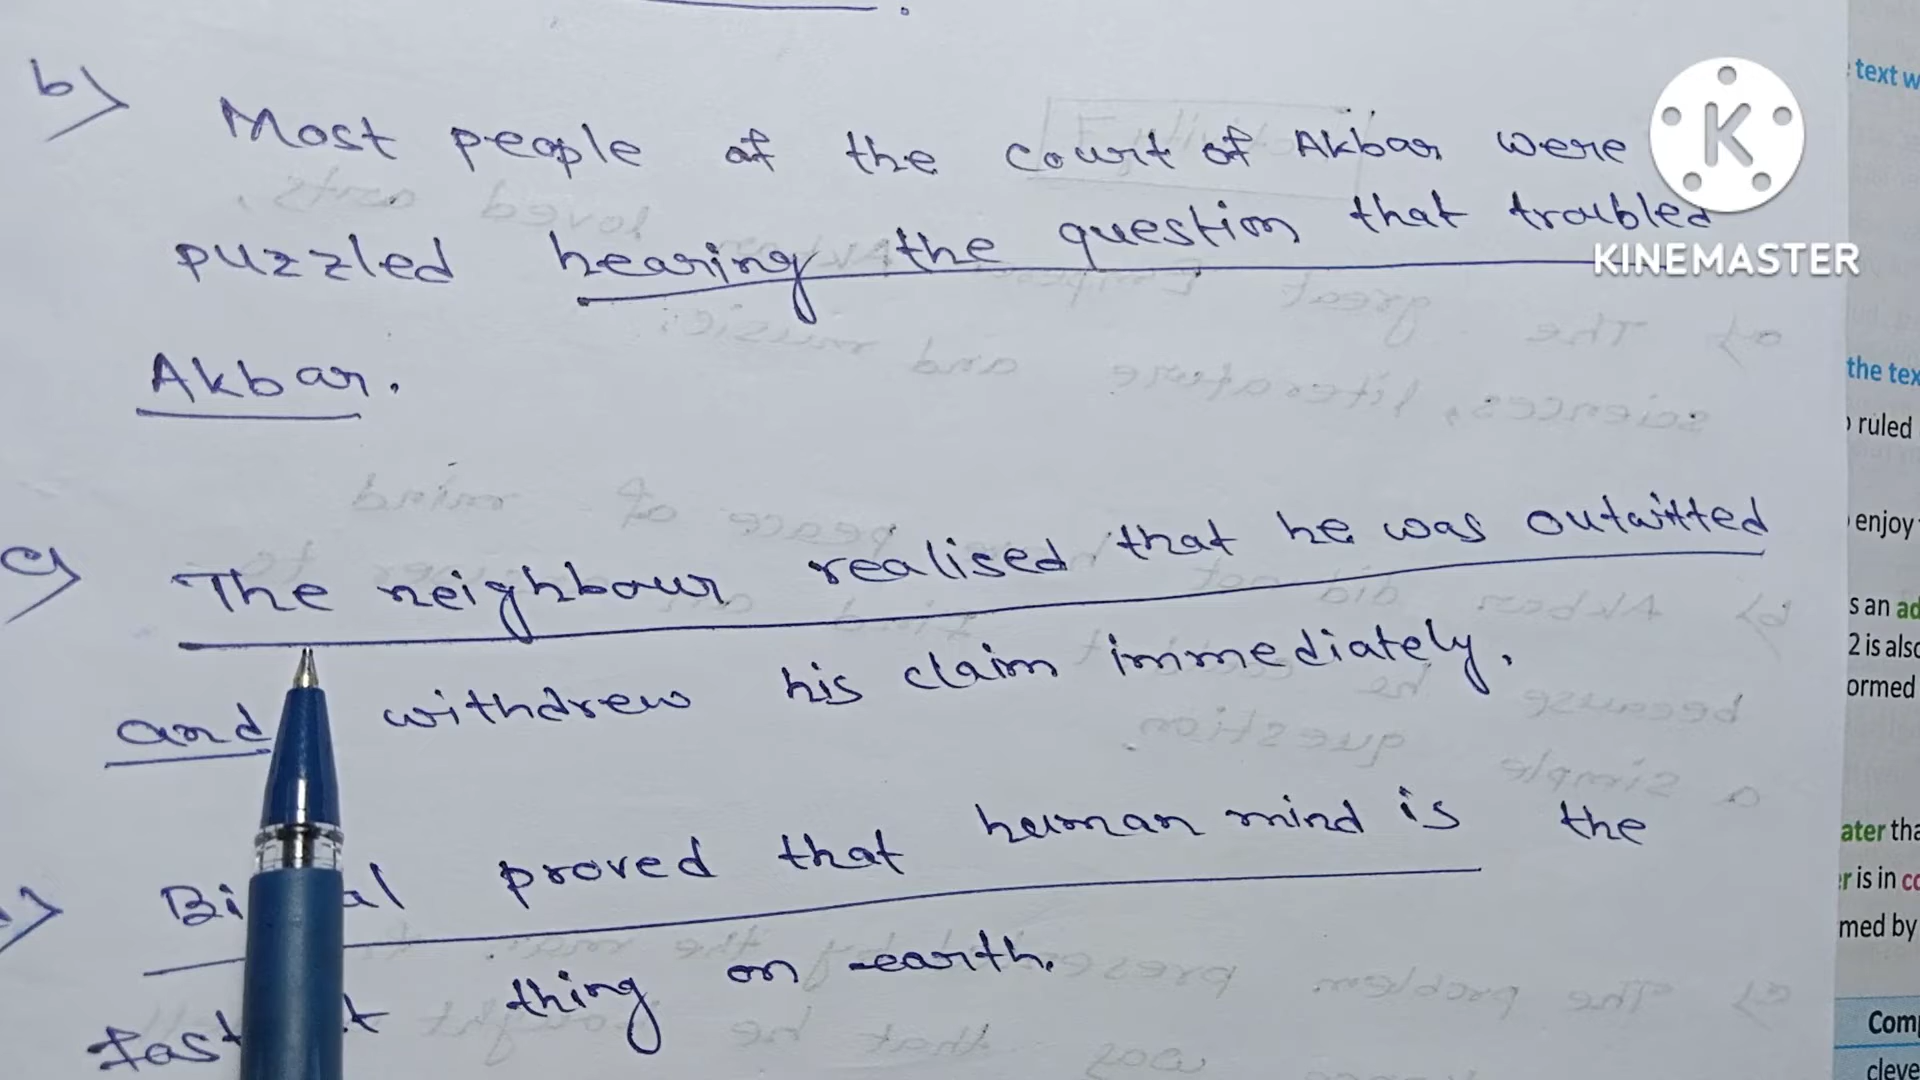 b) Most people of the court of Akbar were
puzzled hearing the question that troubled
Akbar.
c) The neighbour realised that he was outwitted
and withdrew his claim immediately.
proved that human mind is the
thing on earth.
K
KINEMASTER
text w
the tex
ruled
enjoy
s an ad
2 is also
ormed
ater tha
r is in co
med by
Comp
cleve